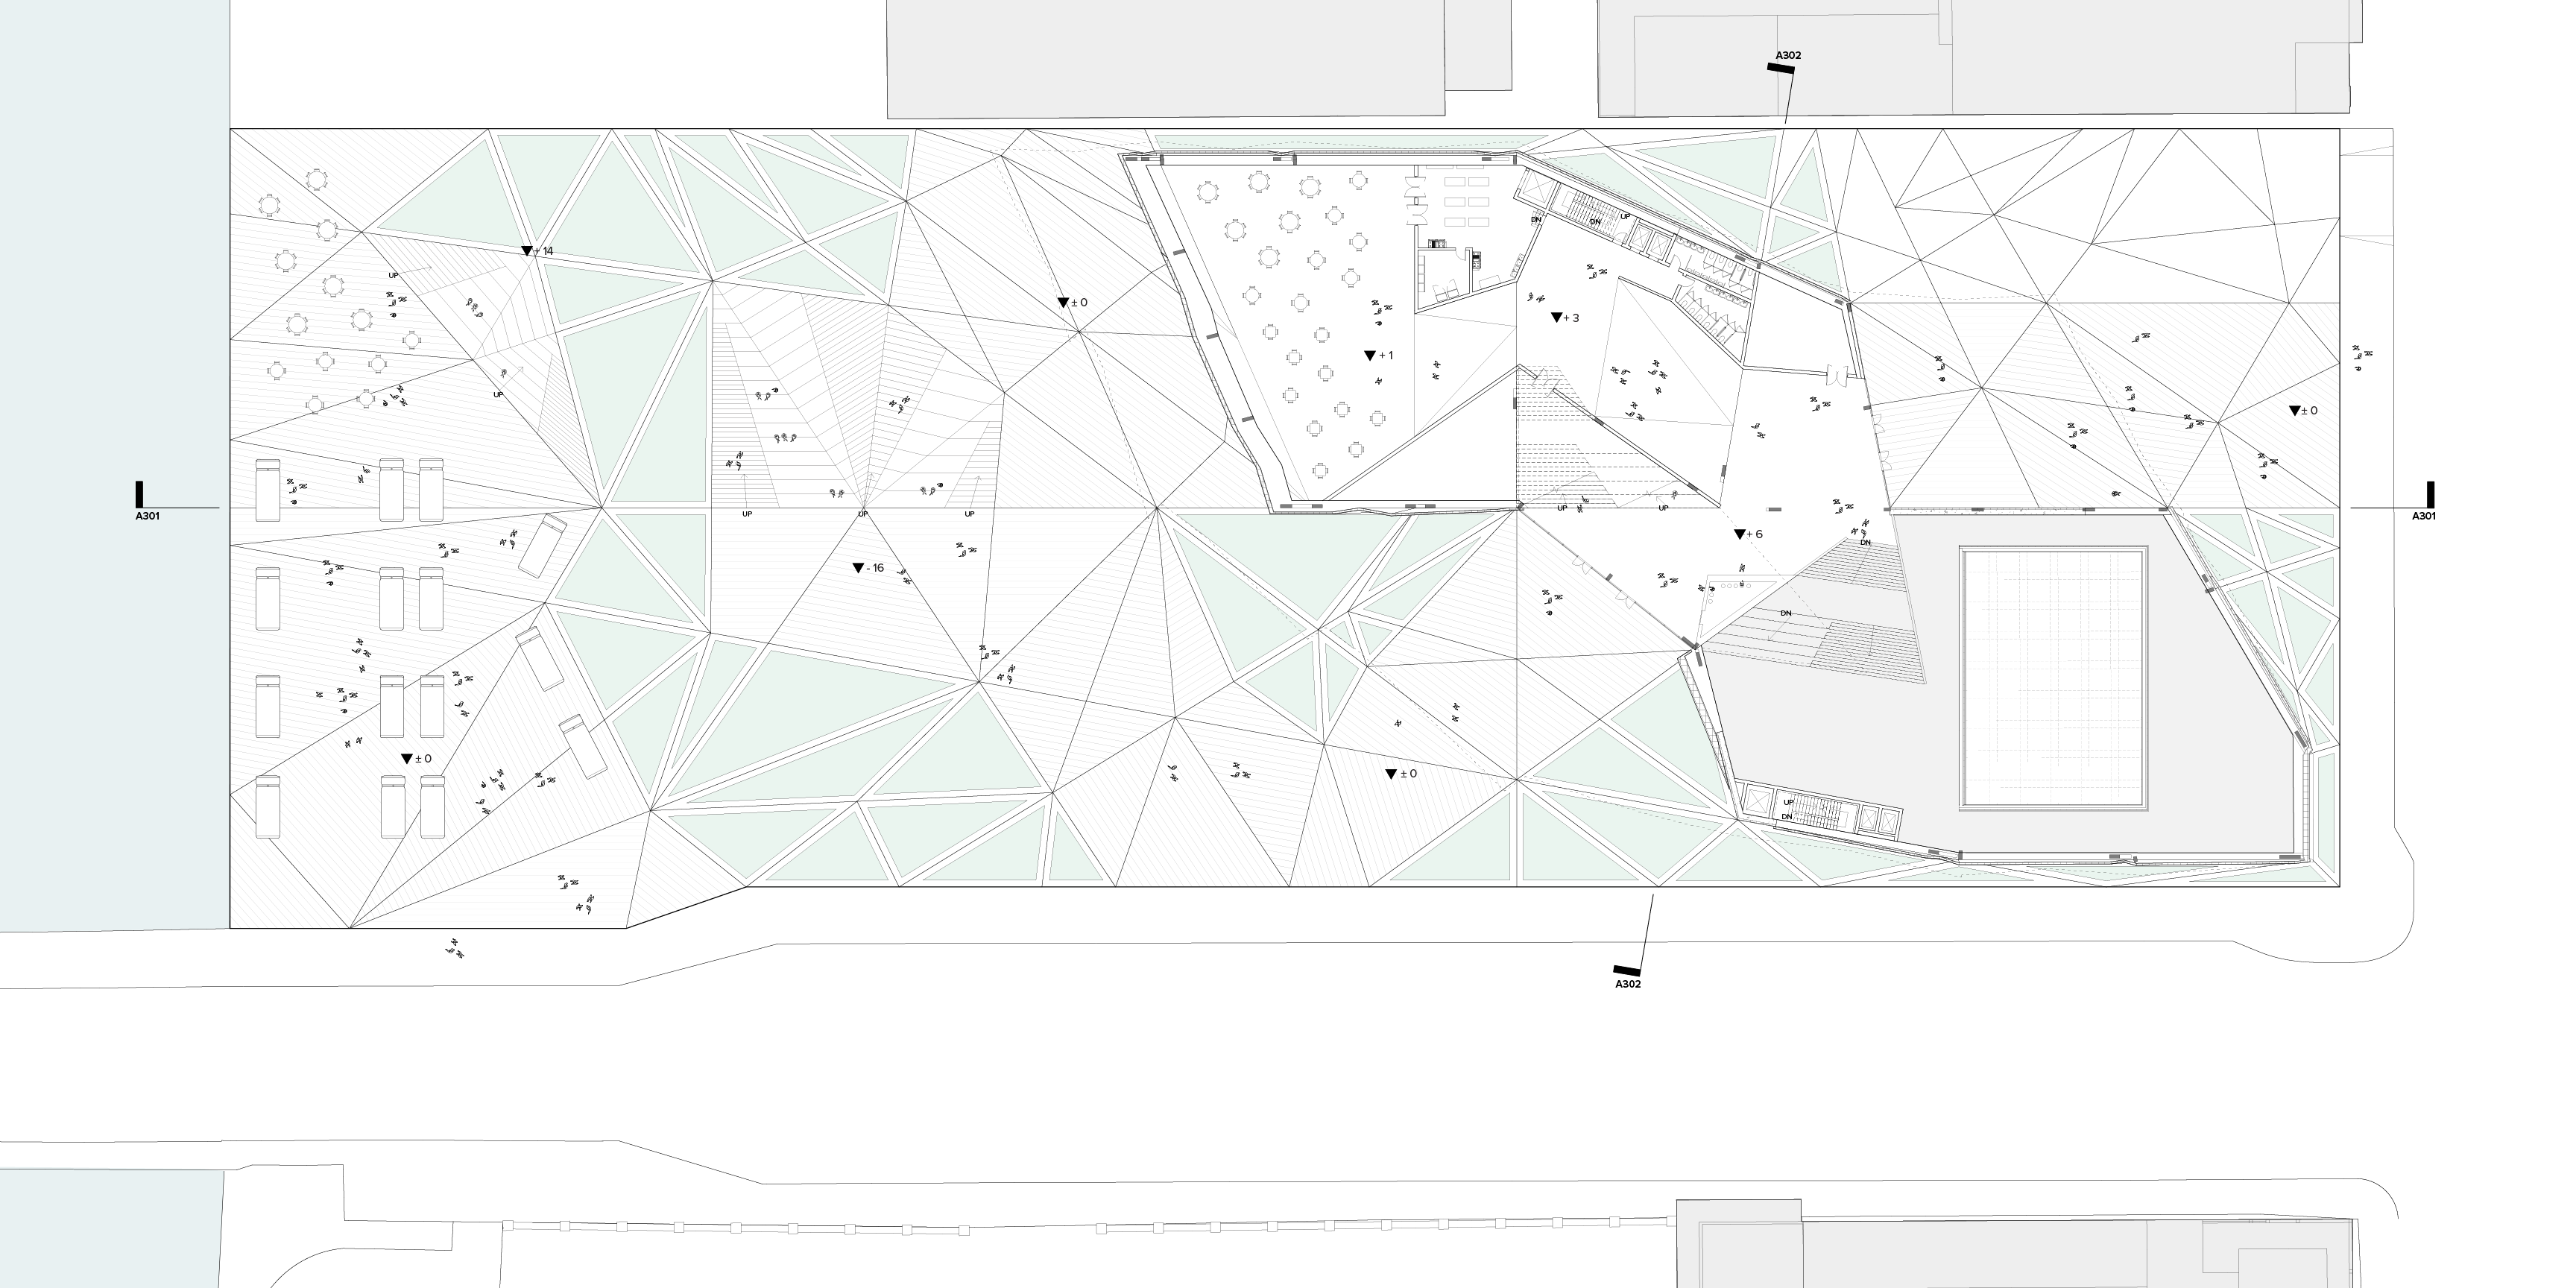 A302
DN
DN
UP
+ 14
UP
± 0
+ 3
+ 1
UP
± 0
A301
UP
UP
UP
UP
UP
A301
+ 6
DN
- 16
DN
± 0
± 0
UP
DN
A302